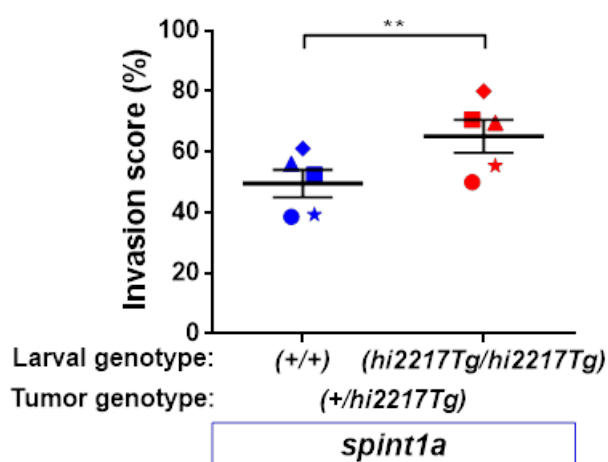 **
Invasion score (%)
100
80
60
40
20
0
Larval genotype: (+/+) (hi2217Tg/hi2217Tg)
Tumor genotype: (+/hi2217Tg)
spint1a